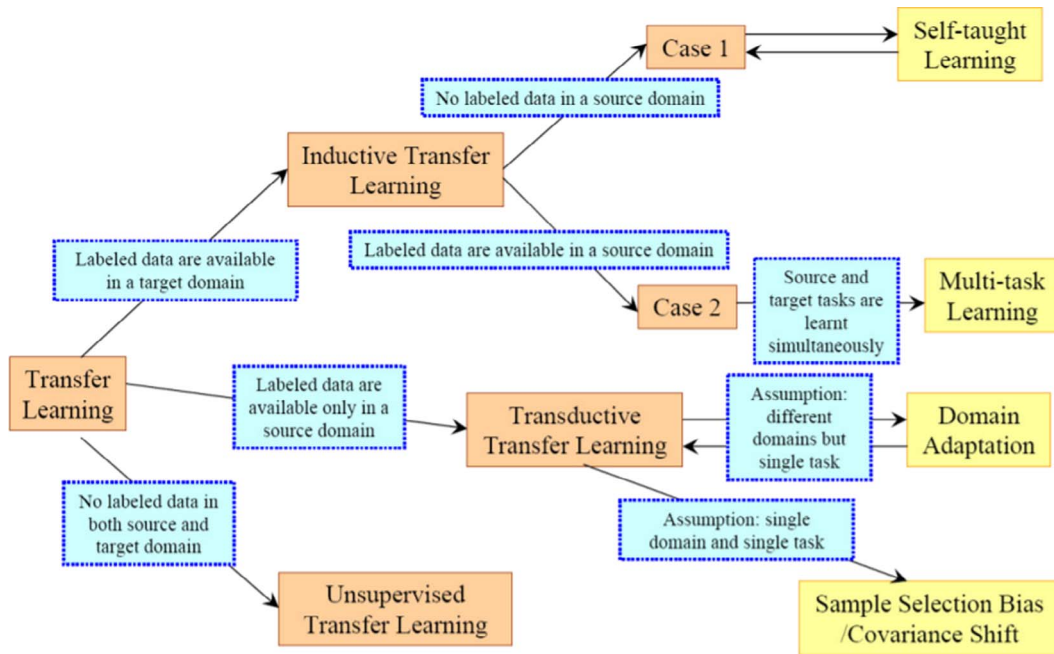 Case 1
Self-taught
Learning
No labeled data in a source domain
Inductive Transfer
Learning
Labeled data are available
in a target domain
Labeled data are available in a source domain
Case 2
Source and
target tasks are
learnt
simultaneously
Multi-task
Learning
Transfer
Learning
Labeled data are
available only in a
source domain
Transductive
Transfer Learning
Assumption:
different
domains but
single task
Domain
Adaptation
No labeled data in
both source and
target domain
Assumption: single
domain and single task
Unsupervised
Transfer Learning
Sample Selection Bias
/Covariance Shift